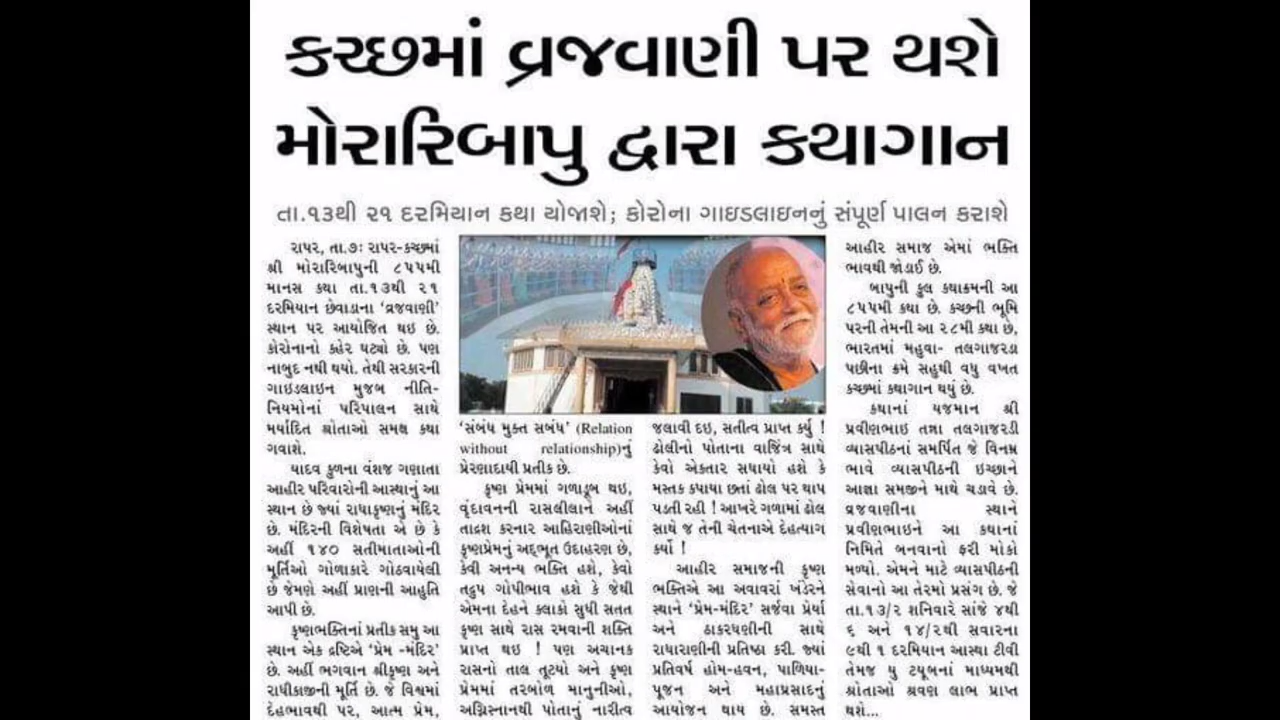 કચ્છમાં વ્રજવાણી પર થશે
મોરારિબાપુ દ્વારા કથાગાન
તા.૧૩થી ૨૧ દરમિયાન કથા યોજાશે; કોરોના ગાઇડલાઇનનું સંપૂર્ણ પાલન કરાશે
રાપર, તા.૭ઃ રાપર-કચ્છમાં
શ્રી મોરારિબાપુની ૮૫૫મી
માનસ કથા તા.૧૩થી ૨૧
દરમિયાન છેવાડાના 'વ્રજવાણી'
સ્થાન પર આયોજિત થઇ છે.
કોરોનાનો કહેર ઘટ્યો છે. પણ
નાબુદ નથી થયો. તેથી સરકારની
ગાઇડલાઇન મુજબ નીતિ-
નિયમોનાં પરિપાલન સાથે
મર્યાદિત શ્રોતાઓ સમક્ષ કથા
ગવાશે.
યાદવ કુળના વંશજ ગણાતા
આહીર પરિવારોની આસ્થાનું આ
સ્થાન છે જ્યાં રાધાકૃષ્ણનું મંદિર
છે. મંદિરની વિશેષતા એ છે કે
અહીં ૧૪૦ સતીમાતાઓની
મૂર્તિઓ ગોળાકારે ગોઠવાયેલી
છે જેમણે અહીં પ્રાણની આહુતિ
આપી છે.
કૃષ્ણભક્તિનાં પ્રતીક સમુ આ
સ્થાન એક દ્રષ્ટિએ 'પ્રેમ -મંદિર'
છે. અહીં ભગવાન શ્રીકૃષ્ણ અને
રાધીકાજીની મૂર્તિ છે. જે વિશ્વમાં
દેહભાવથી પર, આત્મ પ્રેમ,
'સંબંધ મુક્ત સબંધ' (Relation
without relationship)નું
પ્રેરણાદાયી પ્રતીક છે.
કૃષ્ણ પ્રેમમાં ગળાડૂબ થઇ,
વૃંદાવનની રાસલીલાને અહીં
તાદ્રશ કરનાર આહિરાણીઓનાં
કૃષ્ણપ્રેમનું અદ્ભૂત ઉદાહરણ છે,
કેવી અનન્ય ભક્તિ હશે, કેવો
તદ્રુપ ગોપીભાવ હશે કે જેથી
એમના દેહને કલાકો સુધી સતત
કૃષ્ણ સાથે રાસ રમવાની શક્તિ
પ્રાપ્ત થઇ ! પણ અચાનક
રાસનો તાલ તૂટયો અને કૃષ્ણ
પ્રેમમાં તરબોળ માનુનીઓ,
અગ્નિસ્નાનથી પોતાનું નારીત્વ
જલાવી દઇ, સતીત્વ પ્રાપ્ત કર્યું !
ઢોલીનો પોતાના વાજિંત્ર સાથે
કેવો એકતાર સધાયો હશે કે
મસ્તક કપાયા છતાં ઢોલ પર થાપ
પડતી રહી ! આખરે ગળામાં ઢોલ
સાથે જ તેની ચેતનાએ દેહત્યાગ
કર્યો !
આહીર સમાજની કૃષ્ણ
ભક્તિએ આ અવાવરાં ખંડેરને
સ્થાને 'પ્રેમ-મંદિર' સર્જવા પ્રેર્યા
અને ઠાકરધણીની સાથે
રાધારાણીની પ્રતિષ્ઠા કરી. જ્યાં
પ્રતિવર્ષ હોમ-હવન, પાળિયા-
પૂજન અને મહાપ્રસાદનું
આયોજન થાય છે. સમસ્ત
આહીર સમાજ એમાં ભક્તિ
ભાવથી જોડાઈ છે.
બાપુની કુલ કથાક્રમની આ
૮૫૫મી કથા છે. કચ્છની ભૂમિ
પરની તેમની આ ૨૮મી કથા છે,
ભારતમાં મહુવા- તલગાજરડા
પછીના ક્રમે સહુથી વધુ વખત
કચ્છમાં કથાગાન થયું છે.
કથાનાં યજમાન શ્રી
પ્રવીણભાઇ તન્ના તલગાજરડી
વ્યાસપીઠનાં સમર્પિત જે વિનમ્ર
ભાવે વ્યાસપીઠની ઇચ્છાને
આજ્ઞા સમજીને માથે ચડાવે છે.
વ્રજવાણીના સ્થાને
પ્રવીણભાઇને આ કથાનાં
નિમિત્તે બનવાનો ફરી મોકો
મળ્યો. એમને માટે વ્યાસપીઠની
સેવાનો આ તેરમો પ્રસંગ છે. જે
તા.૧૩/૨ શનિવારે સાંજે ૪થી
૬ અને ૧૪/૨થી સવારના
૯થી ૧ દરમિયાન આસ્થા ટીવી
તેમજ યુ ટયૂબનાં માધ્યમથી
શ્રોતાઓ શ્રવણ લાભ પ્રાપ્ત
થશે...